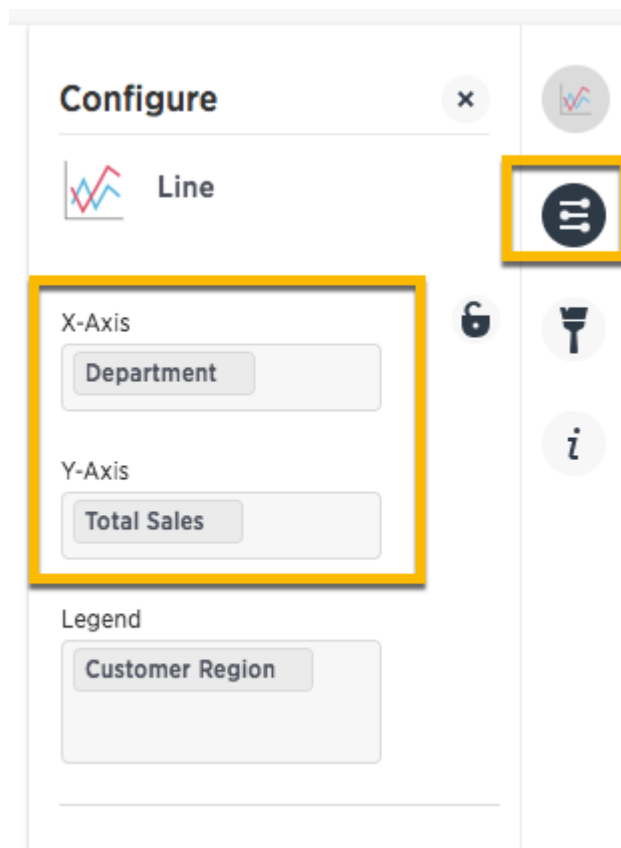 Configure
Line
X-Axis
Department
Y-Axis
Total Sales
Legend
Customer Region
i